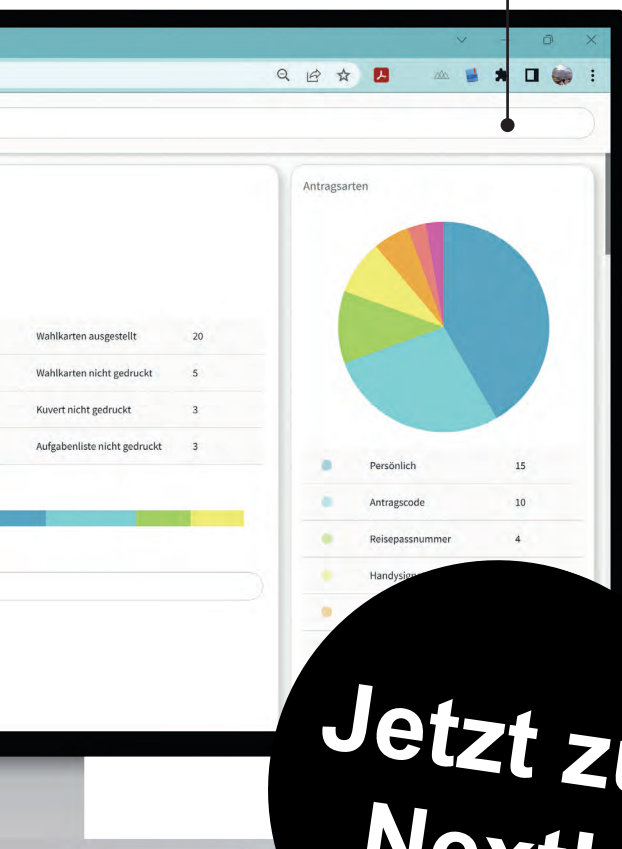 Antragsarten
Wahlkarten ausgestellt 20
Wahlkarten nicht gedruckt 5
Kuvert nicht gedruckt 3
Aufgabenliste nicht gedruckt 3
Persönlich 15
Antragscode 10
Reisepassnummer 4
Jetzt